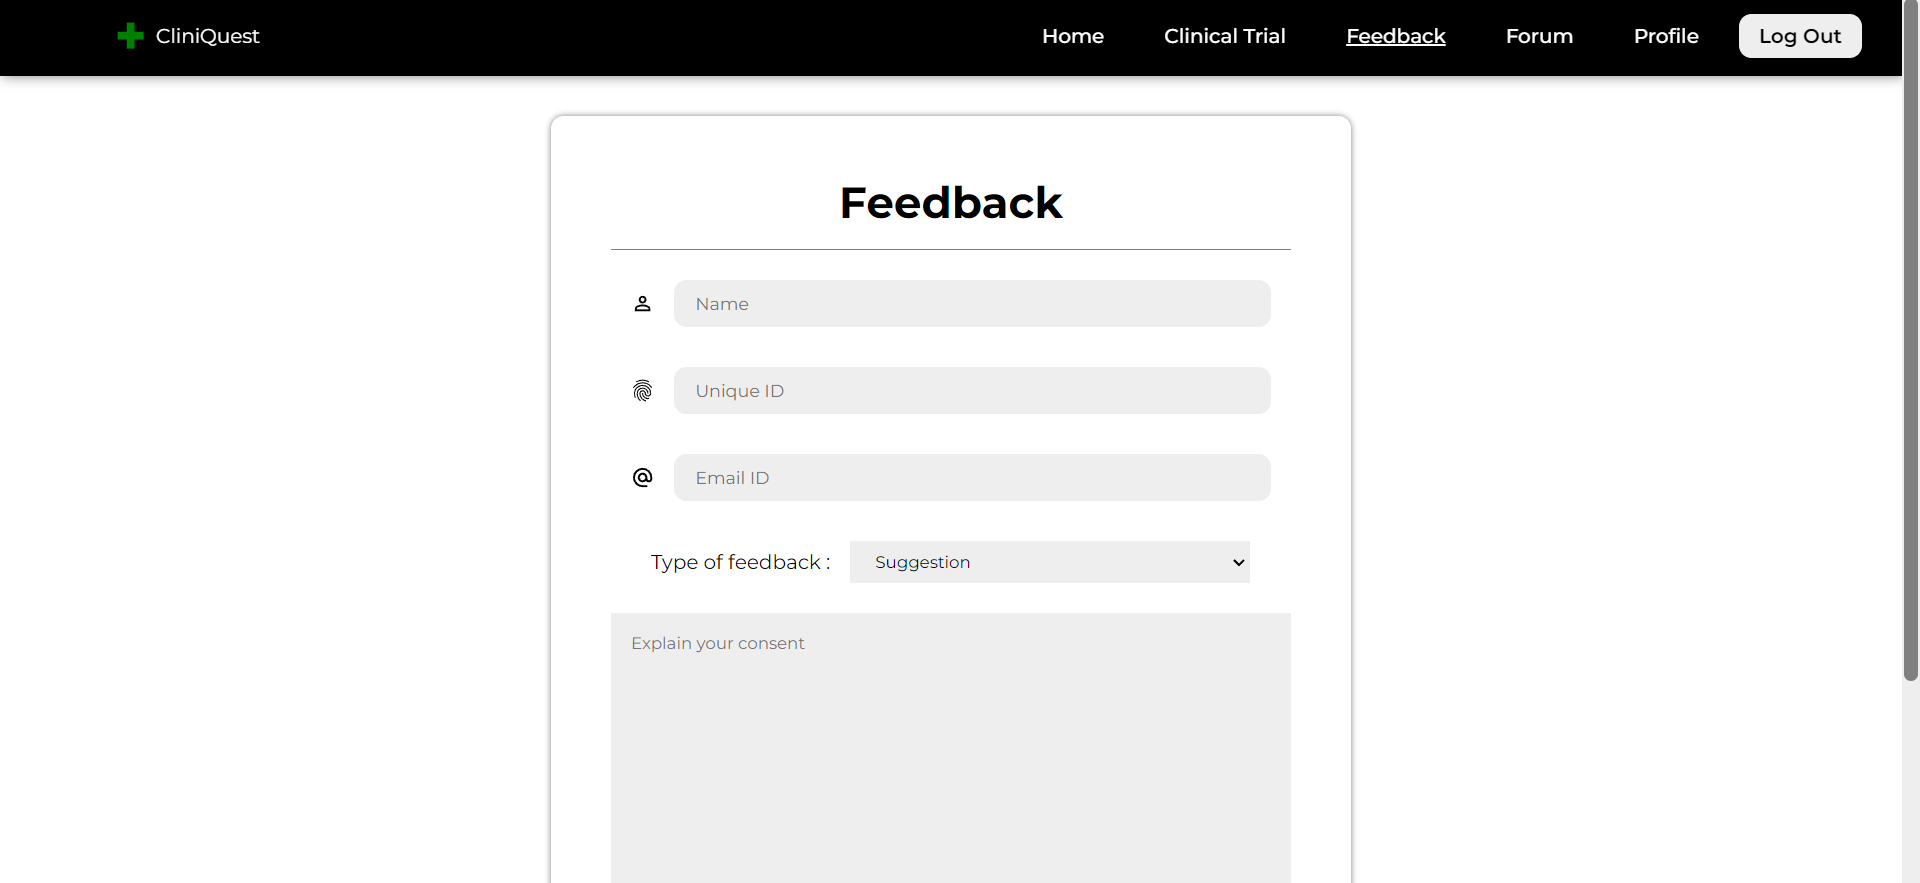 CliniQuest
Home Clinical Trial Feedback Forum Profile Log Out
Feedback
Name
Unique ID
Email ID
Type of feedback : Suggestion
Explain your consent